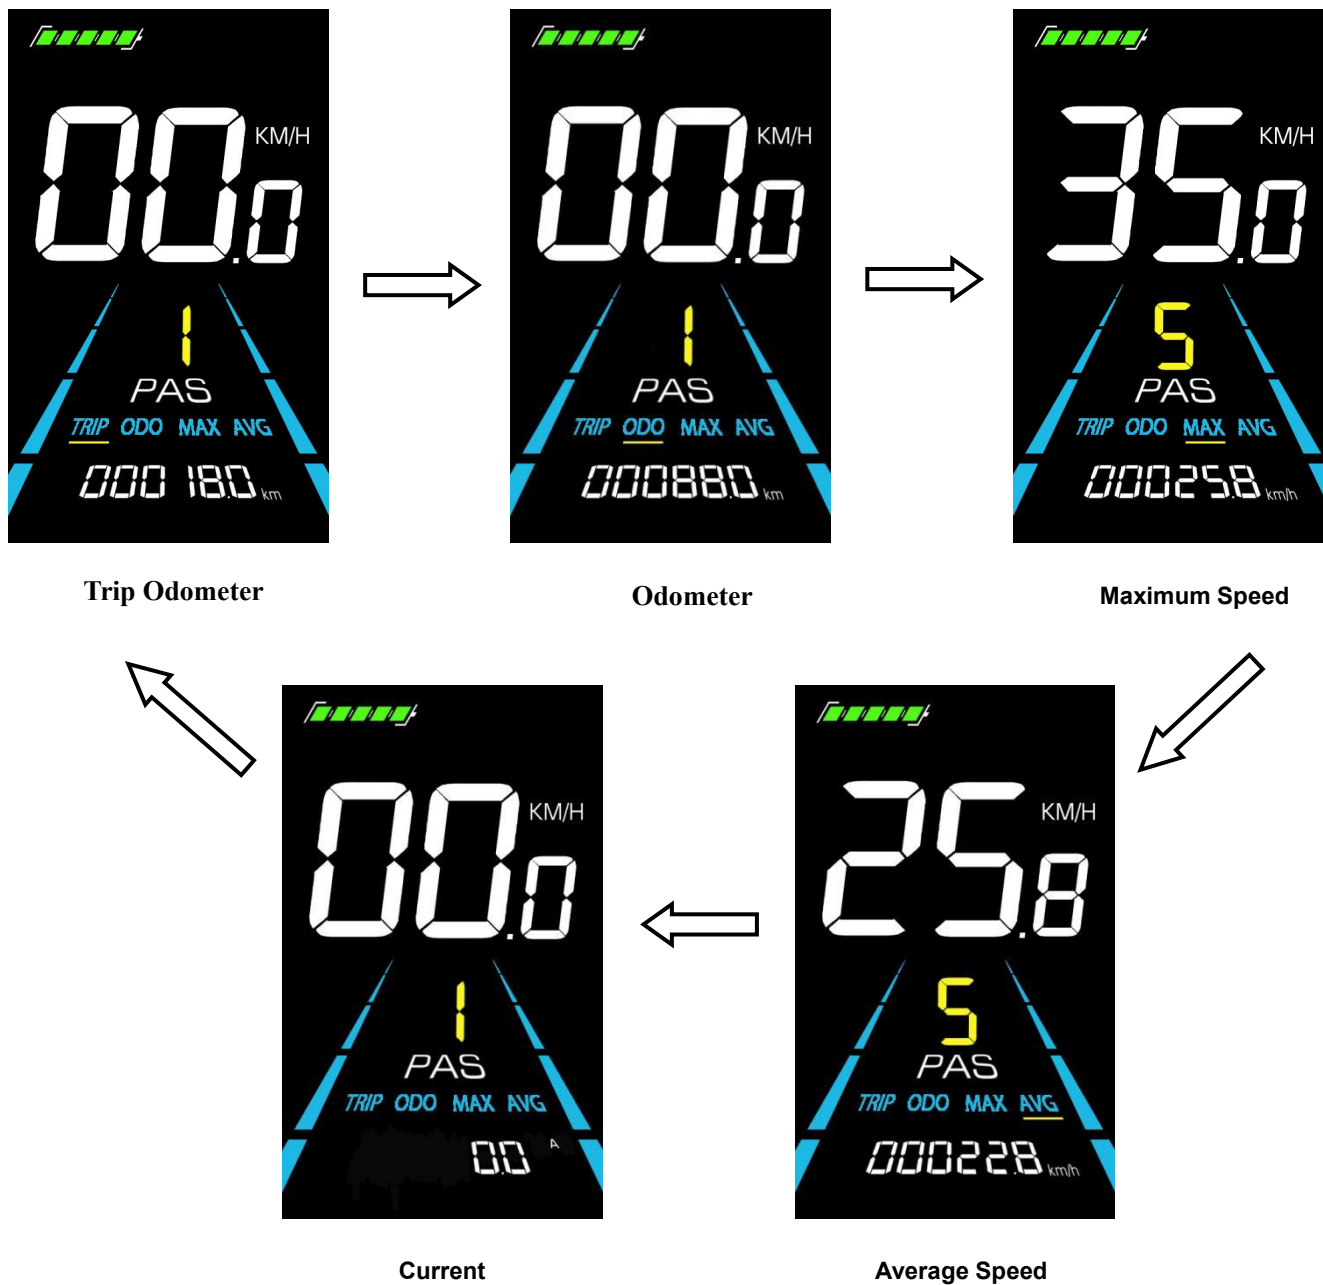 00.0 KM/H
1
PAS
TRIP ODO MAX AVG
00018.0 km
Trip Odometer
00.0 KM/H
1
PAS
TRIP ODO MAX AVG
00088.0 km
Odometer
35.0 KM/H
5
PAS
TRIP ODO MAX AVG
00025.8 km/h
Maximum Speed
25.8 KM/H
5
PAS
TRIP ODO MAX AVG
00022.8 km/h
Average Speed
00.0 KM/H
1
PAS
TRIP ODO MAX AVG
0.0 A
Current